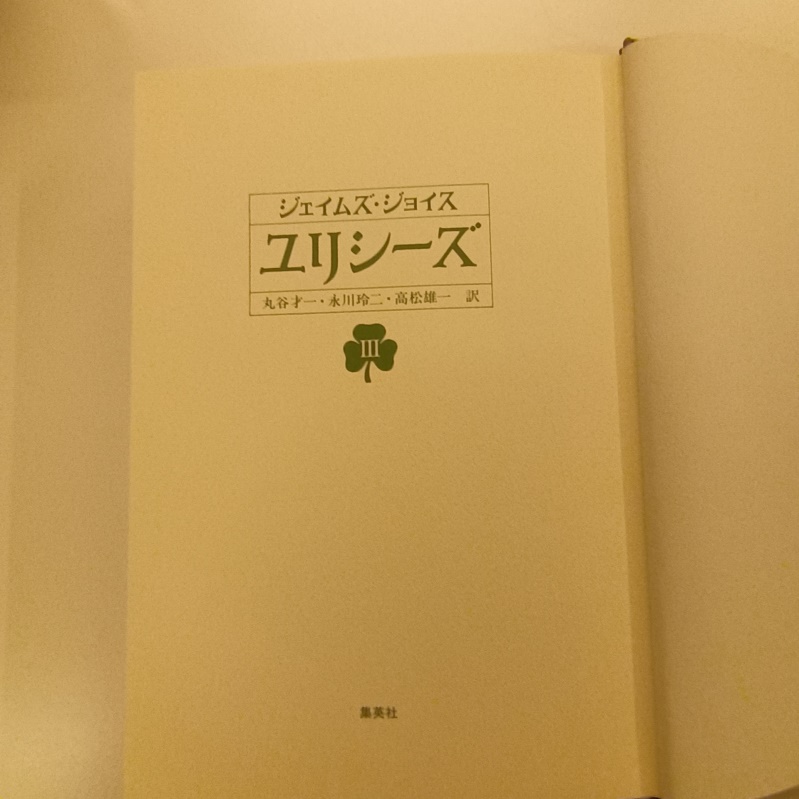 ジェイムズ・ジョイス
ユリシーズ
丸谷才一・永川玲二・高松雄一 訳
III
集英社